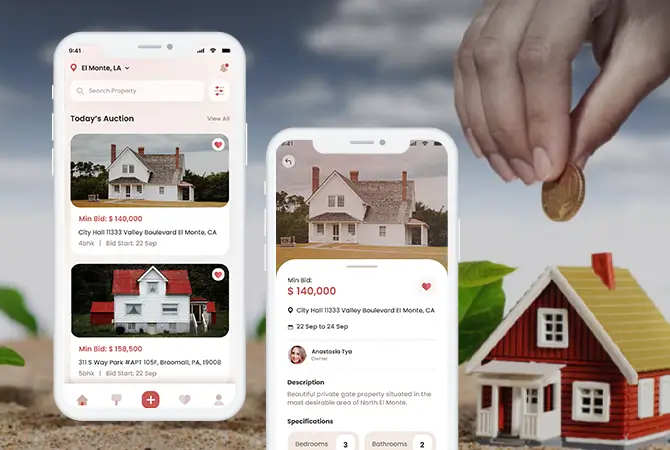 9:41
El Monte, LA
Search Property
Today's Auction
View All
Min Bid: $ 140,000
City Hall 11333 Valley Boulevard El Monte, CA
4bhk | Bid Start: 22 Sep
Min Bid: $ 158,500
311 S Way Park #APT 105F, Broomall, PA, 19008
5bhk | Bid Start: 22 Sep
9:41
Min Bid:
$ 140,000
City Hall 11333 Valley Boulevard El Monte, CA
22 Sep to 24 Sep
Anastasia Tya
Owner
Description
Beautiful private gate property situated in the
most desirable area of North El Monte.
Specifications
Bedrooms 3
Bathrooms 2